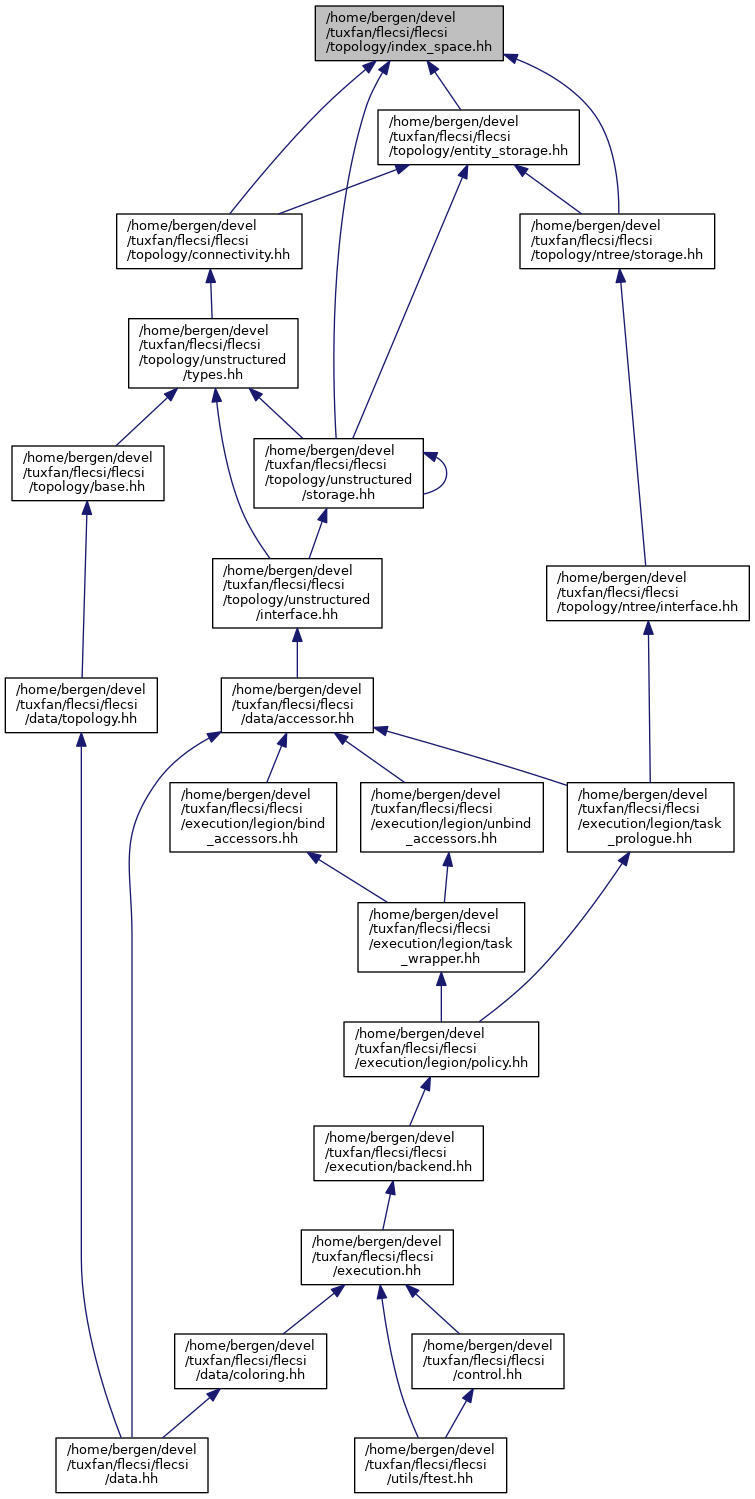 /home/bergen/devel
/tuxfan/flecsi/flecsi
/topology/index_space.hh
/home/bergen/devel
/tuxfan/flecsi/flecsi
/topology/entity_storage.hh
/home/bergen/devel
/tuxfan/flecsi/flecsi
/topology/connectivity.hh
/home/bergen/devel
/tuxfan/flecsi/flecsi
/topology/ntree/storage.hh
/home/bergen/devel
/tuxfan/flecsi/flecsi
/topology/unstructured
/types.hh
/home/bergen/devel
/tuxfan/flecsi/flecsi
/topology/base.hh
/home/bergen/devel
/tuxfan/flecsi/flecsi
/topology/unstructured
/storage.hh
/home/bergen/devel
/tuxfan/flecsi/flecsi
/topology/unstructured
/interface.hh
/home/bergen/devel
/tuxfan/flecsi/flecsi
/topology/ntree/interface.hh
/home/bergen/devel
/tuxfan/flecsi/flecsi
/data/topology.hh
/home/bergen/devel
/tuxfan/flecsi/flecsi
/data/accessor.hh
/home/bergen/devel
/tuxfan/flecsi/flecsi
/execution/legion/bind
_accessors.hh
/home/bergen/devel
/tuxfan/flecsi/flecsi
/execution/legion/unbind
_accessors.hh
/home/bergen/devel
/tuxfan/flecsi/flecsi
/execution/legion/task
_prologue.hh
/home/bergen/devel
/tuxfan/flecsi/flecsi
/execution/legion/task
_wrapper.hh
/home/bergen/devel
/tuxfan/flecsi/flecsi
/execution/legion/policy.hh
/home/bergen/devel
/tuxfan/flecsi/flecsi
/execution/backend.hh
/home/bergen/devel
/tuxfan/flecsi/flecsi
/execution.hh
/home/bergen/devel
/tuxfan/flecsi/flecsi
/data/coloring.hh
/home/bergen/devel
/tuxfan/flecsi/flecsi
/control.hh
/home/bergen/devel
/tuxfan/flecsi/flecsi
/data.hh
/home/bergen/devel
/tuxfan/flecsi/flecsi
/utils/ftest.hh